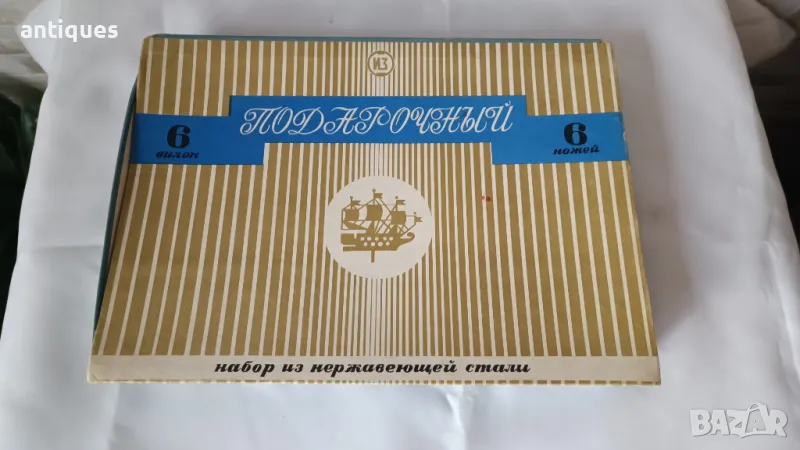 antiques
ИЗ
ПОДАРОЧНЫЙ
6 вилок
6 ножей
набор из нержавеющей стали
BAZAR